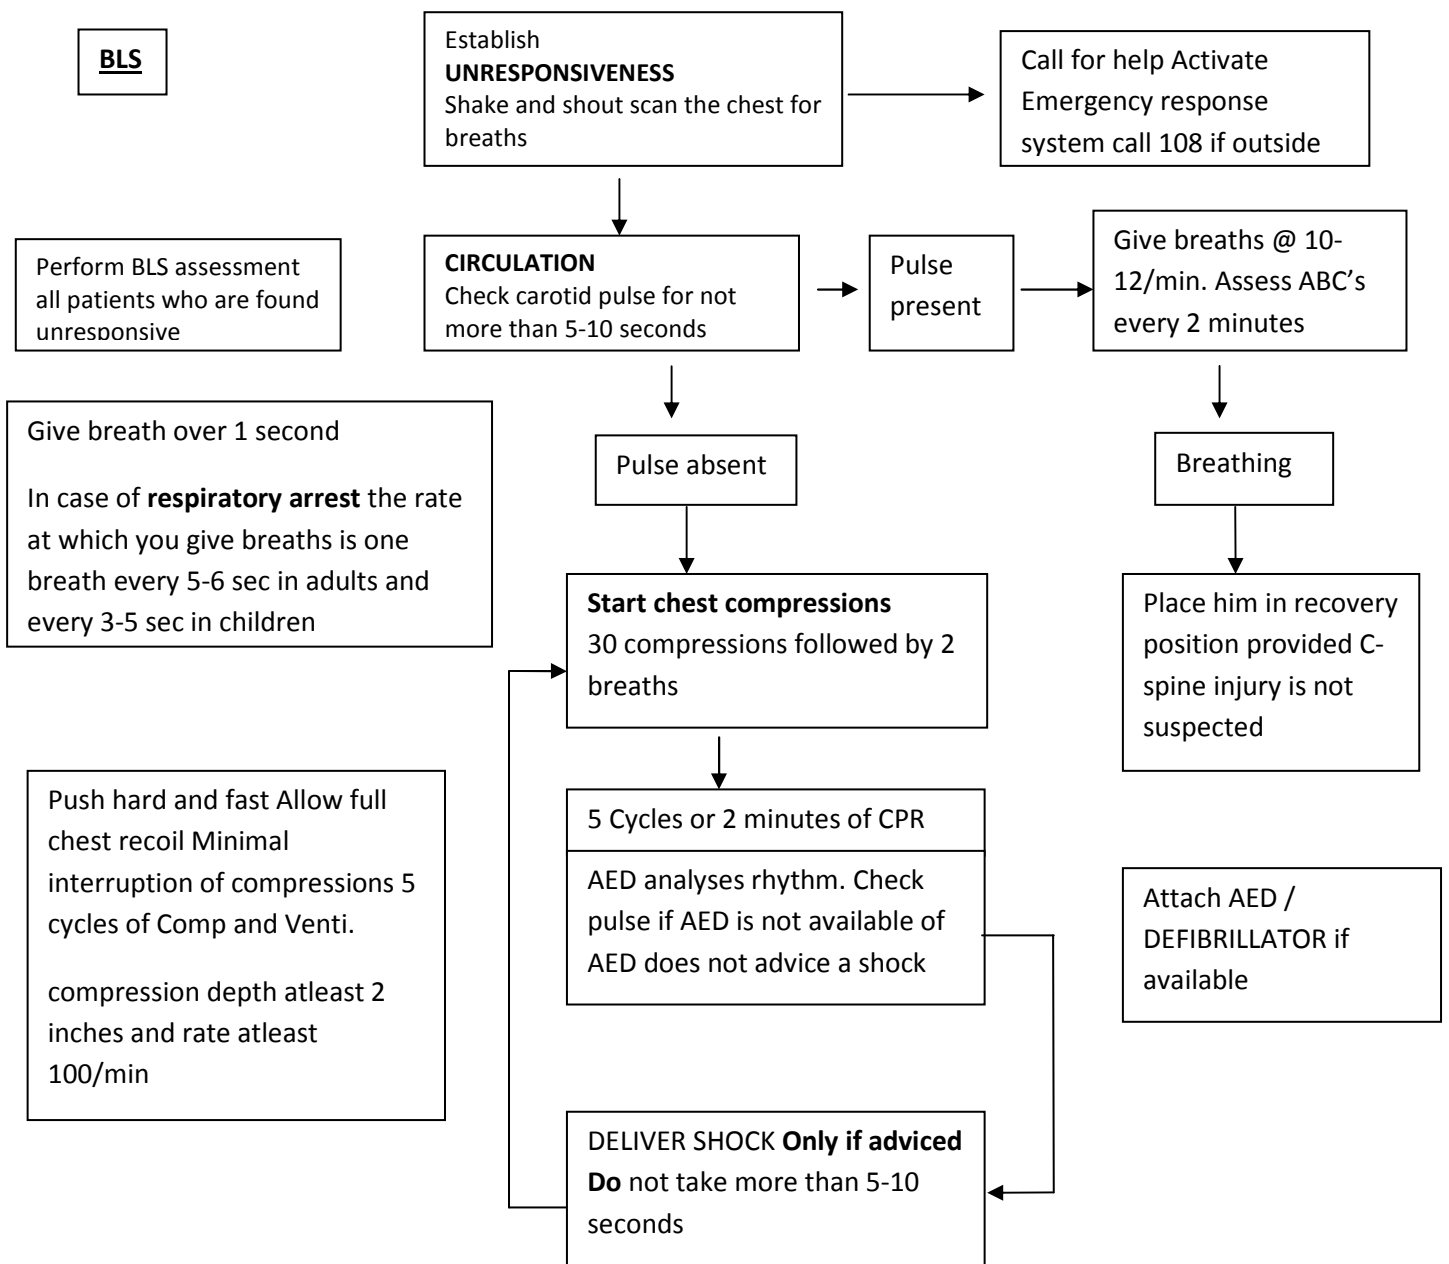 BLS
Establish
UNRESPONSIVENESS
Shake and shout scan the chest for
breaths
Call for help Activate
Emergency response
system call 108 if outside
Perform BLS assessment
all patients who are found
unresponsive
CIRCULATION
Check carotid pulse for not
more than 5-10 seconds
Pulse
present
Give breaths @ 10-
12/min. Assess ABC's
every 2 minutes
Give breath over 1 second
In case of respiratory arrest the rate
at which you give breaths is one
breath every 5-6 sec in adults and
every 3-5 sec in children
Pulse absent
Breathing
Start chest compressions
30 compressions followed by 2
breaths
Place him in recovery
position provided C-
spine injury is not
suspected
Push hard and fast Allow full
chest recoil Minimal
interruption of compressions 5
cycles of Comp and Venti.
compression depth atleast 2
inches and rate atleast
100/min
5 Cycles or 2 minutes of CPR
AED analyses rhythm. Check
pulse if AED is not available of
AED does not advice a shock
Attach AED /
DEFIBRILLATOR if
available
DELIVER SHOCK Only if adviced
Do not take more than 5-10
seconds